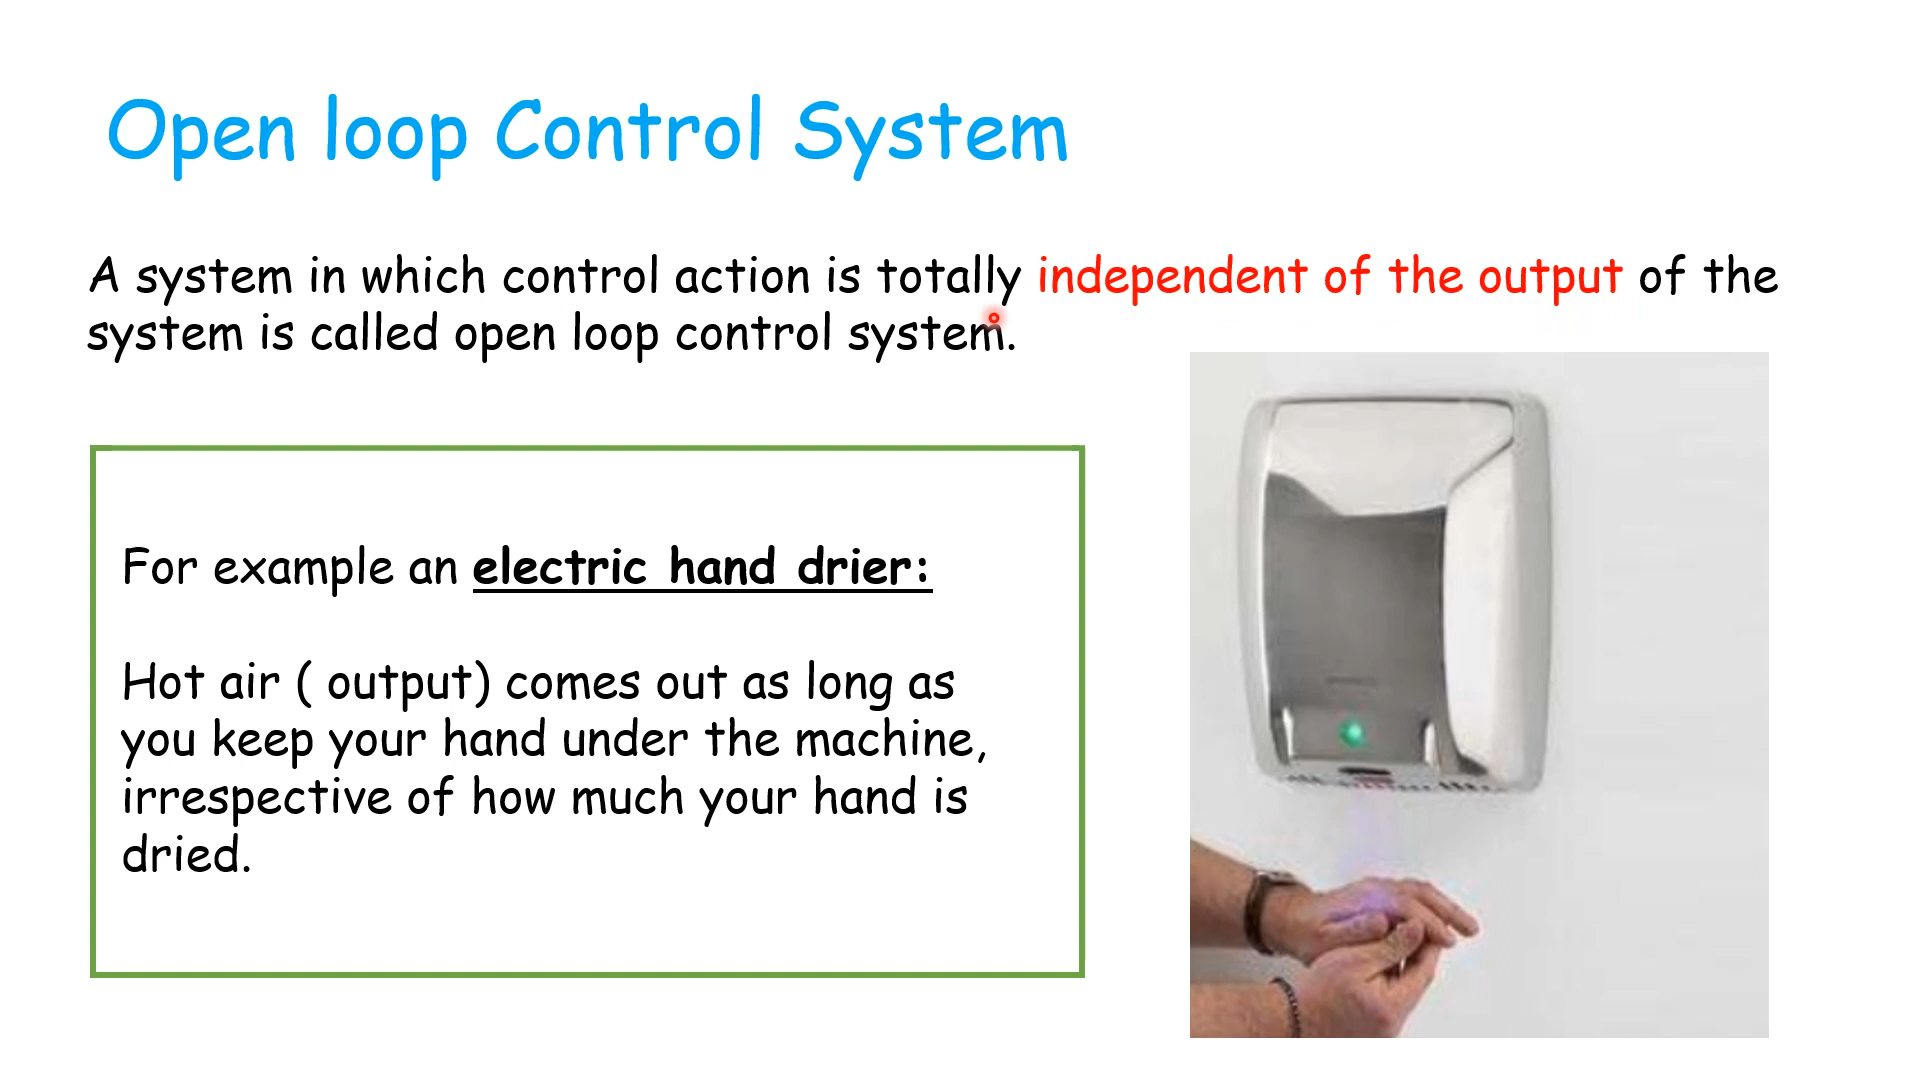 Open loop Control System
A system in which control action is totally independent of the output of the
system is called open loop control system.
For example an electric hand drier:
Hot air ( output) comes out as long as
you keep your hand under the machine,
irrespective of how much your hand is
dried.